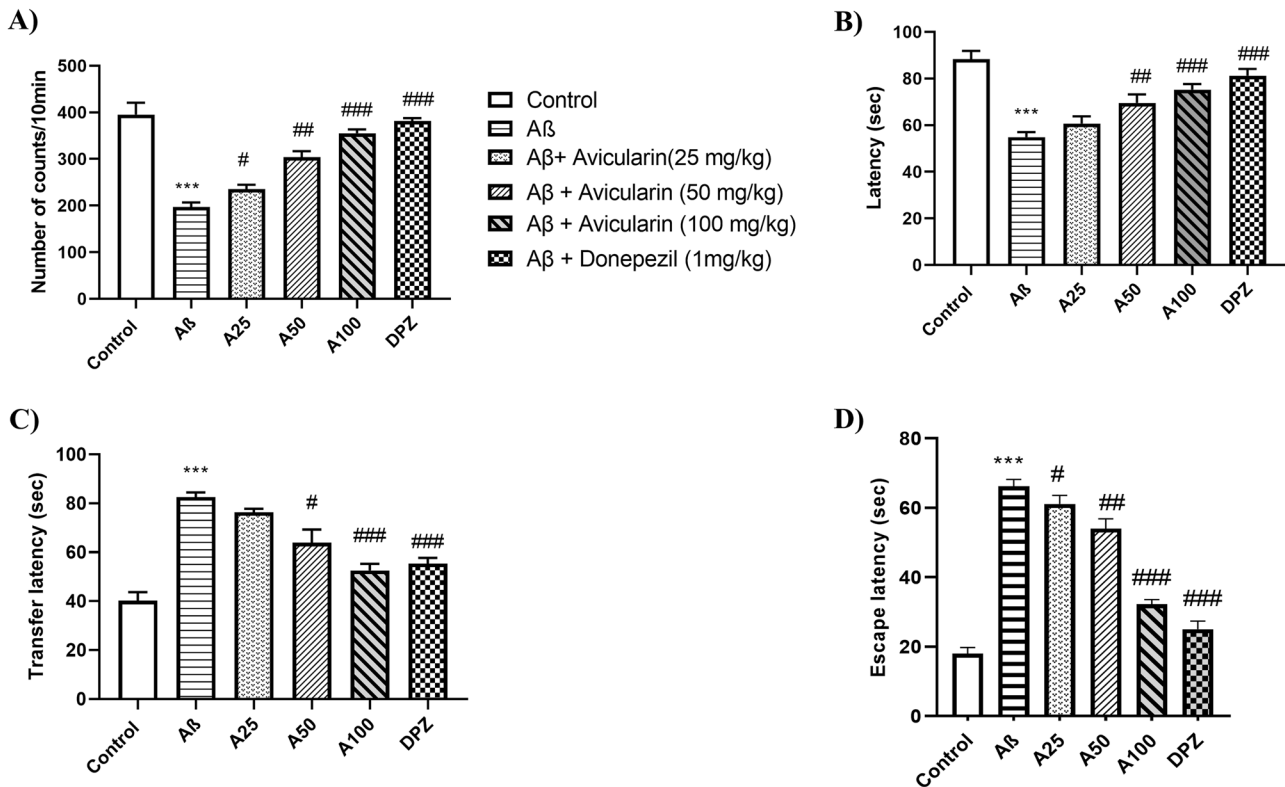 A)
Number of counts/10min
500
400
300
200
100
0
***
#
##
###
###
Control
Aß
A25
A50
A100
DPZ
Control
Aß
Aβ+ Avicularin(25 mg/kg)
Aβ + Avicularin (50 mg/kg)
Aβ + Avicularin (100 mg/kg)
Aβ + Donepezil (1mg/kg)
B)
Latency (sec)
100
80
60
40
20
0
***
##
###
###
Control
Aß
A25
A50
A100
DPZ
C)
Transfer latency (sec)
100
80
60
40
20
0
***
#
###
###
Control
Aß
A25
A50
A100
DPZ
D)
Escape latency (sec)
80
60
40
20
0
***
#
##
###
###
Control
Aß
A25
A50
A100
DPZ